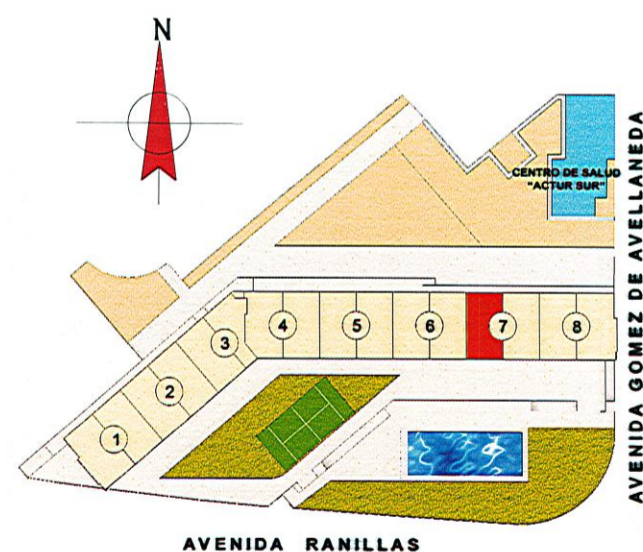 N
CENTRO DE SALUD
"ACTUR SUR"
AVENIDA GOMEZ DE AVELLANEDA
4
5
6
7
8
3
2
1
AVENIDA RANILLAS